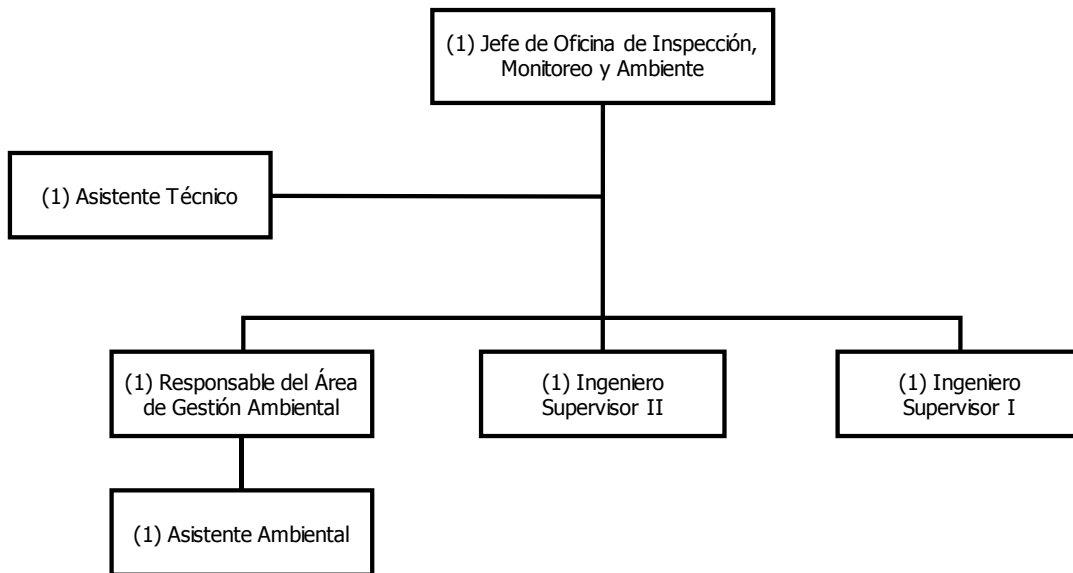 (1) Jefe de Oficina de Inspección,
Monitoreo y Ambiente
(1) Asistente Técnico
(1) Responsable del Área
de Gestión Ambiental
(1) Ingeniero
Supervisor II
(1) Ingeniero
Supervisor I
(1) Asistente Ambiental